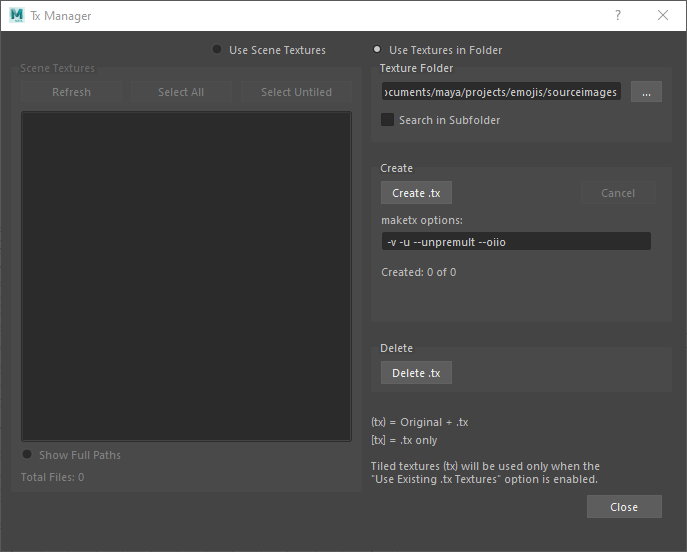 Tx Manager
Use Scene Textures
Use Textures in Folder
Scene Textures
Refresh
Select All
Select Untiled
Show Full Paths
Total Files: 0
Texture Folder
ocuments/maya/projects/emojis/sourceimages
...
Search in Subfolder
Create
Create .tx
Cancel
maketx options:
-v -u --unpremult --oiio
Created: 0 of 0
Delete
Delete .tx
(tx) = Original + .tx
[tx] = .tx only
Tiled textures (tx) will be used only when the
"Use Existing .tx Textures" option is enabled.
Close